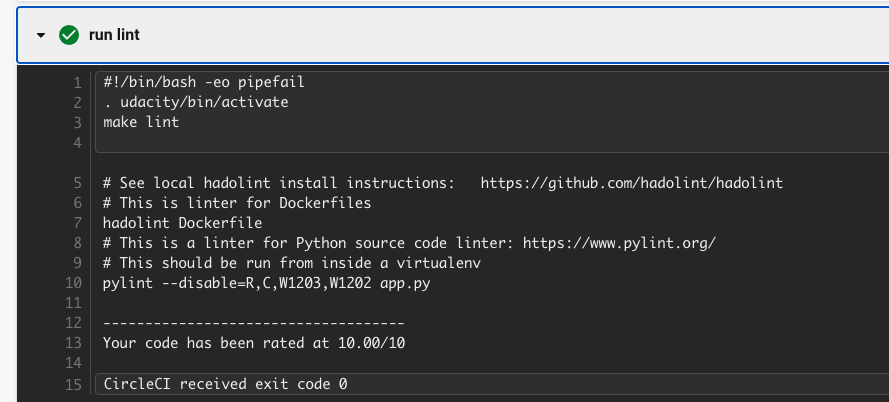 run lint
1 #!/bin/bash -eo pipefail
2 . udacity/bin/activate
3 make lint
4
5 # See local hadolint install instructions:   https://github.com/hadolint/hadolint
6 # This is linter for Dockerfiles
7 hadolint Dockerfile
8 # This is a linter for Python source code linter: https://www.pylint.org/
9 # This should be run from inside a virtualenv
10 pylint --disable=R,C,W1203,W1202 app.py
11
12 ------------------------------------
13 Your code has been rated at 10.00/10
14
15 CircleCI received exit code 0